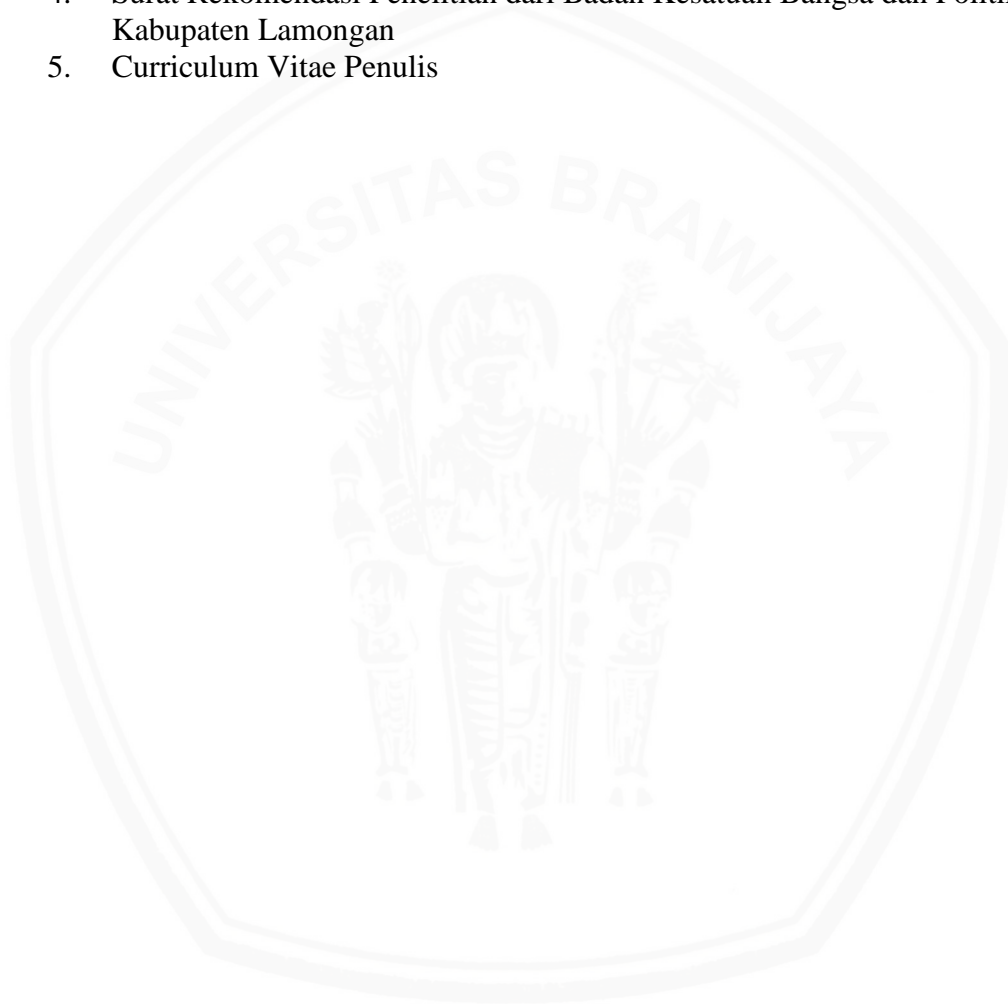 4. Surat Rekomendasi Penelitian dari Badan Kesatuan Bangsa dan
Kabupaten Lamongan
5. Curriculum Vitae Penulis
UNIVERSITAS BRAWIJAYA